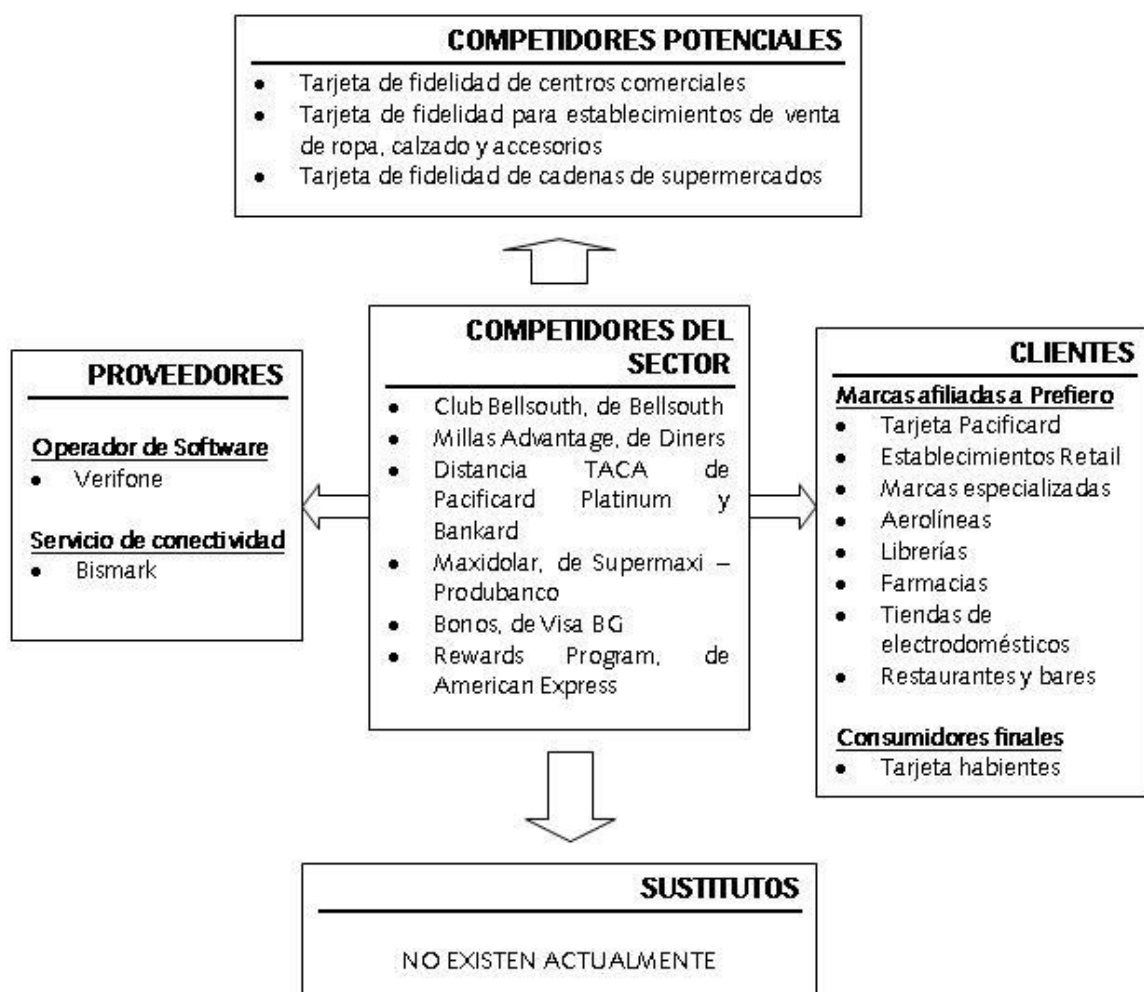 COMPETIDORES POTENCIALES
• Tarjeta de fidelidad de centros comerciales
• Tarjeta de fidelidad para establecimientos de venta
de ropa, calzado y accesorios
• Tarjeta de fidelidad de cadenas de supermercados
PROVEEDORES
Operador de Software
• Verifone
Servicio de conectividad
• Bismark
COMPETIDORES DEL
SECTOR
• Club Bellsouth, de Bellsouth
• Millas Advantage, de Diners
• Distancia TACA de
Pacificard Platinum y
Bankard
• Maxidolar, de Supermaxi –
Produbanco
• Bonos, de Visa BG
• Rewards Program, de
American Express
CLIENTES
Marcas afiliadas a Prefiero
• Tarjeta Pacificard
• Establecimientos Retail
• Marcas especializadas
• Aerolíneas
• Librerías
• Farmacias
• Tiendas de
electrodomésticos
• Restaurantes y bares
Consumidores finales
• Tarjeta habientes
SUSTITUTOS
NO EXISTEN ACTUALMENTE